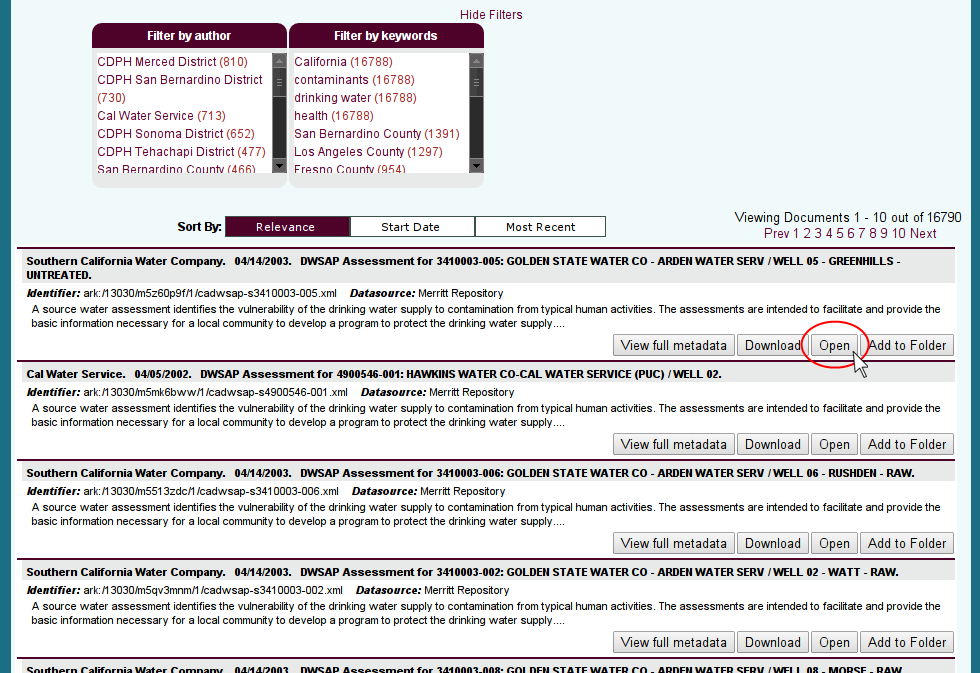 Hide Filters
Filter by author
CDPH Merced District (810)
CDPH San Bernardino District
(730)
Cal Water Service (713)
CDPH Sonoma District (652)
CDPH Tehachapi District (477)
San Bernardino County (466)
Filter by keywords
California (16788)
contaminants (16788)
drinking water (16788)
health (16788)
San Bernardino County (1391)
Los Angeles County (1297)
Fresno County (954)
Sort By: Relevance Start Date Most Recent
Viewing Documents 1 - 10 out of 16790
Prev 1 2 3 4 5 6 7 8 9 10 Next
Southern California Water Company. 04/14/2003. DWSAP Assessment for 3410003-005: GOLDEN STATE WATER CO - ARDEN WATER SERV / WELL 05 - GREENHILLS -
UNTREATED.
Identifier: ark:/13030/m5z60p9f/1/cadwsap-s3410003-005.xml Datasource: Merritt Repository
A source water assessment identifies the vulnerability of the drinking water supply to contamination from typical human activities. The assessments are intended to facilitate and provide the
basic information necessary for a local community to develop a program to protect the drinking water supply....
View full metadata Download Open Add to Folder
Cal Water Service. 04/05/2002. DWSAP Assessment for 4900546-001: HAWKINS WATER CO-CAL WATER SERVICE (PUC) / WELL 02.
Identifier: ark:/13030/m5mk6bww/1/cadwsap-s4900546-001.xml Datasource: Merritt Repository
A source water assessment identifies the vulnerability of the drinking water supply to contamination from typical human activities. The assessments are intended to facilitate and provide the
basic information necessary for a local community to develop a program to protect the drinking water supply....
View full metadata Download Open Add to Folder
Southern California Water Company. 04/14/2003. DWSAP Assessment for 3410003-006: GOLDEN STATE WATER CO - ARDEN WATER SERV / WELL 06 - RUSHDEN - RAW.
Identifier: ark:/13030/m5513zdc/1/cadwsap-s3410003-006.xml Datasource: Merritt Repository
A source water assessment identifies the vulnerability of the drinking water supply to contamination from typical human activities. The assessments are intended to facilitate and provide the
basic information necessary for a local community to develop a program to protect the drinking water supply....
View full metadata Download Open Add to Folder
Southern California Water Company. 04/14/2003. DWSAP Assessment for 3410003-002: GOLDEN STATE WATER CO - ARDEN WATER SERV / WELL 02 - WATT - RAW.
Identifier: ark:/13030/m5qv3mnm/1/cadwsap-s3410003-002.xml Datasource: Merritt Repository
A source water assessment identifies the vulnerability of the drinking water supply to contamination from typical human activities. The assessments are intended to facilitate and provide the
basic information necessary for a local community to develop a program to protect the drinking water supply....
View full metadata Download Open Add to Folder
Southern California Water Company. 04/14/2003. DWSAP Assessment for 3410003-008: GOLDEN STATE WATER CO - ARDEN WATER SERV / WELL 08 - MORSE - RAW.